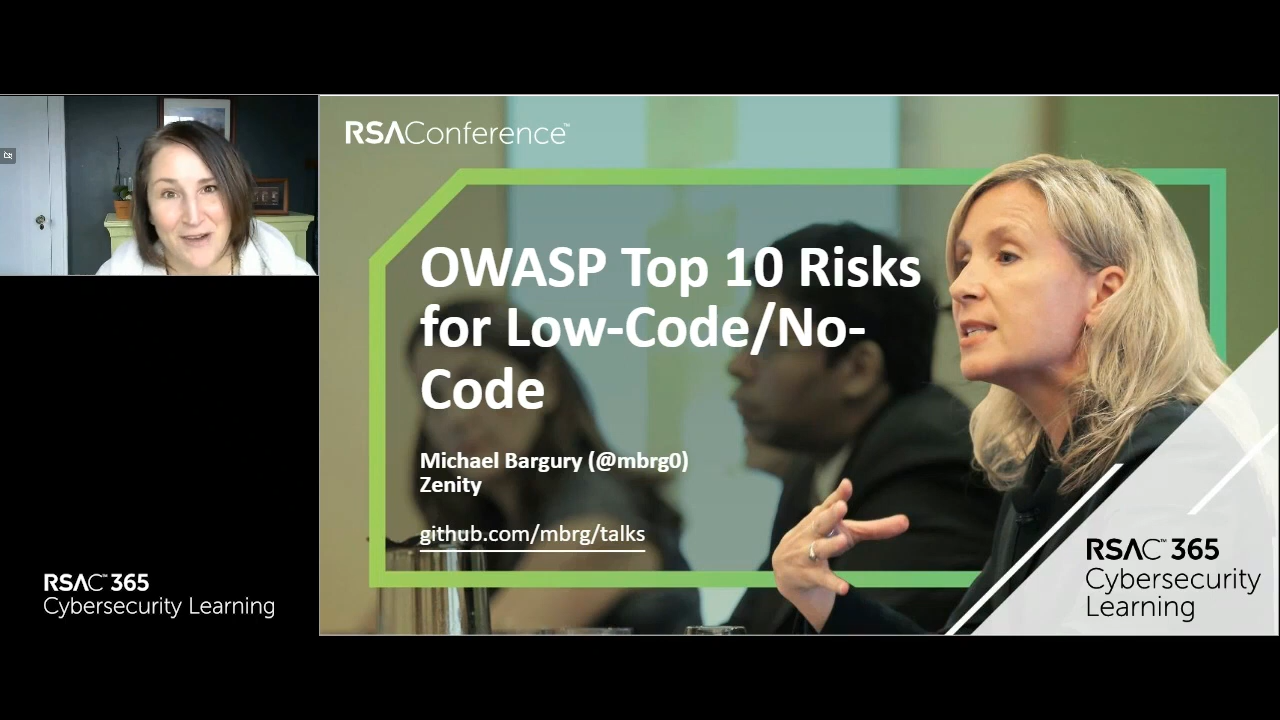 RSAConference™
OWASP Top 10 Risks
for Low-Code/No-
Code
Michael Bargury (@mbrg0)
Zenity
github.com/mbrg/talks
RSAC™ 365
Cybersecurity Learning
RSAC™ 365
Cybersecurity
Learning